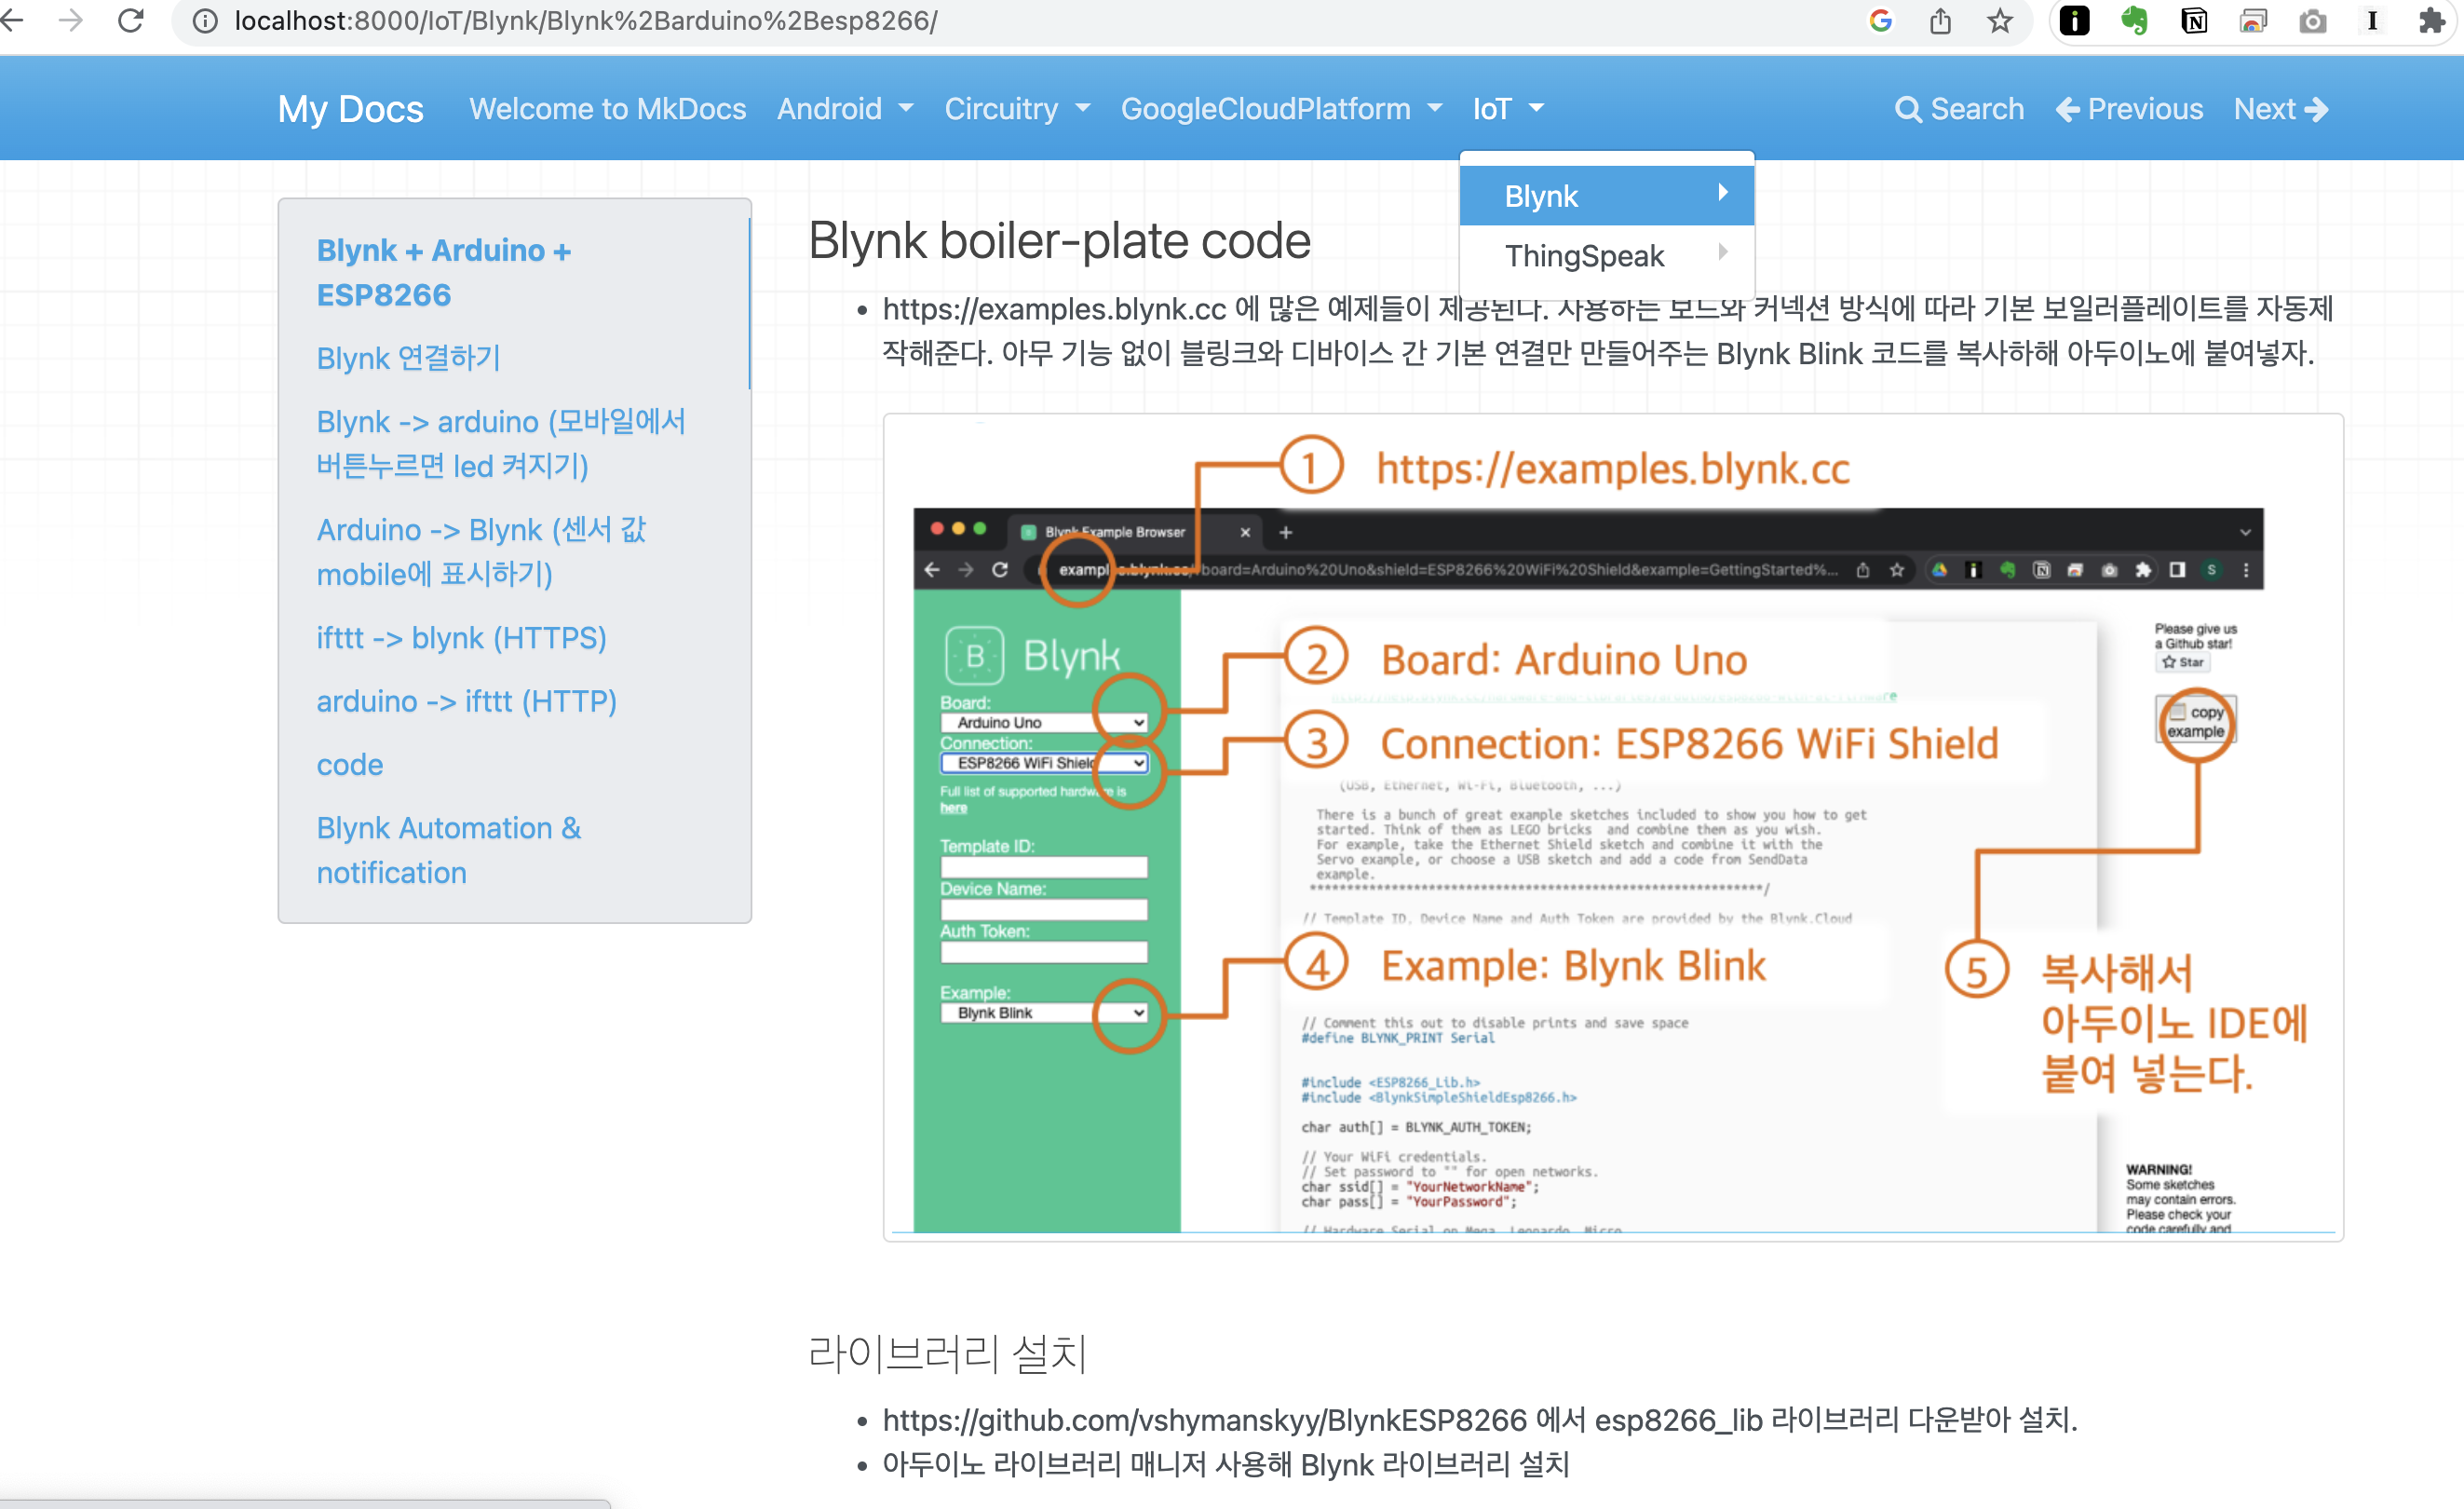 localhost:8000/IoT/Blynk/Blynk%2Barduino%2Besp8266/
My Docs Welcome to MkDocs Android Circuitry GoogleCloudPlatform IoT Search Previous Next
Blynk
ThingSpeak
Blynk + Arduino +
ESP8266
Blynk 연결하기
Blynk -> arduino (모바일에서
버튼누르면 led 켜지기)
Arduino -> Blynk (센서 값
mobile에 표시하기)
ifttt -> blynk (HTTPS)
arduino -> ifttt (HTTP)
code
Blynk Automation &
notification
Blynk boiler-plate code
• https://examples.blynk.cc 에 많은 예제들이 제공된다. 사용하는 보드와 커넥션 방식에 따라 기본 보일러플레이트를 자동제
작해준다. 아무 기능 없이 블링크와 디바이스 간 기본 연결만 만들어주는 Blynk Blink 코드를 복사하해 아두이노에 붙여넣자.
1 https://examples.blynk.cc
Blynk Example Browser
board=Arduino%20Uno&shield=ESP8266%20WiFi%20Shield&example=GettingStarted%...
S
B Blynk
Board:
Arduino Uno
Connection:
ESP8266 WiFi Shield
Full list of supported hardware is
here
Template ID:
Device Name:
Auth Token:
Example:
Blynk Blink
2 Board: Arduino Uno
3 Connection: ESP8266 WiFi Shield
(USB, Ethernet, Wi-Fi, Bluetooth, ...)
There is a bunch of great example sketches included to show you how to get
started. Think of them as LEGO bricks and combine them as you wish.
For example, take the Ethernet Shield sketch and combine it with the
Servo example, or choose a USB sketch and add a code from SendData
example.
*************************************************************/
// Template ID, Device Name and Auth Token are provided by the Blynk.Cloud
4 Example: Blynk Blink
// Comment this out to disable prints and save space
#define BLYNK_PRINT Serial
#include <ESP8266_Lib.h>
#include <BlynkSimpleShieldEsp8266.h>
char auth[] = BLYNK_AUTH_TOKEN;
// Your WiFi credentials.
// Set password to "" for open networks.
char ssid[] = "YourNetworkName";
char pass[] = "YourPassword";
// Hardware Serial on Mega, Leonardo, Micro
Please give us
a Github star!
Star
copy
example
5 복사해서
아두이노 IDE에
붙여 넣는다.
WARNING!
Some sketches
may contain errors.
Please check your
code carefully and
라이브러리 설치
• https://github.com/vshymanskyy/BlynkESP8266 에서 esp8266_lib 라이브러리 다운받아 설치.
• 아두이노 라이브러리 매니저 사용해 Blynk 라이브러리 설치